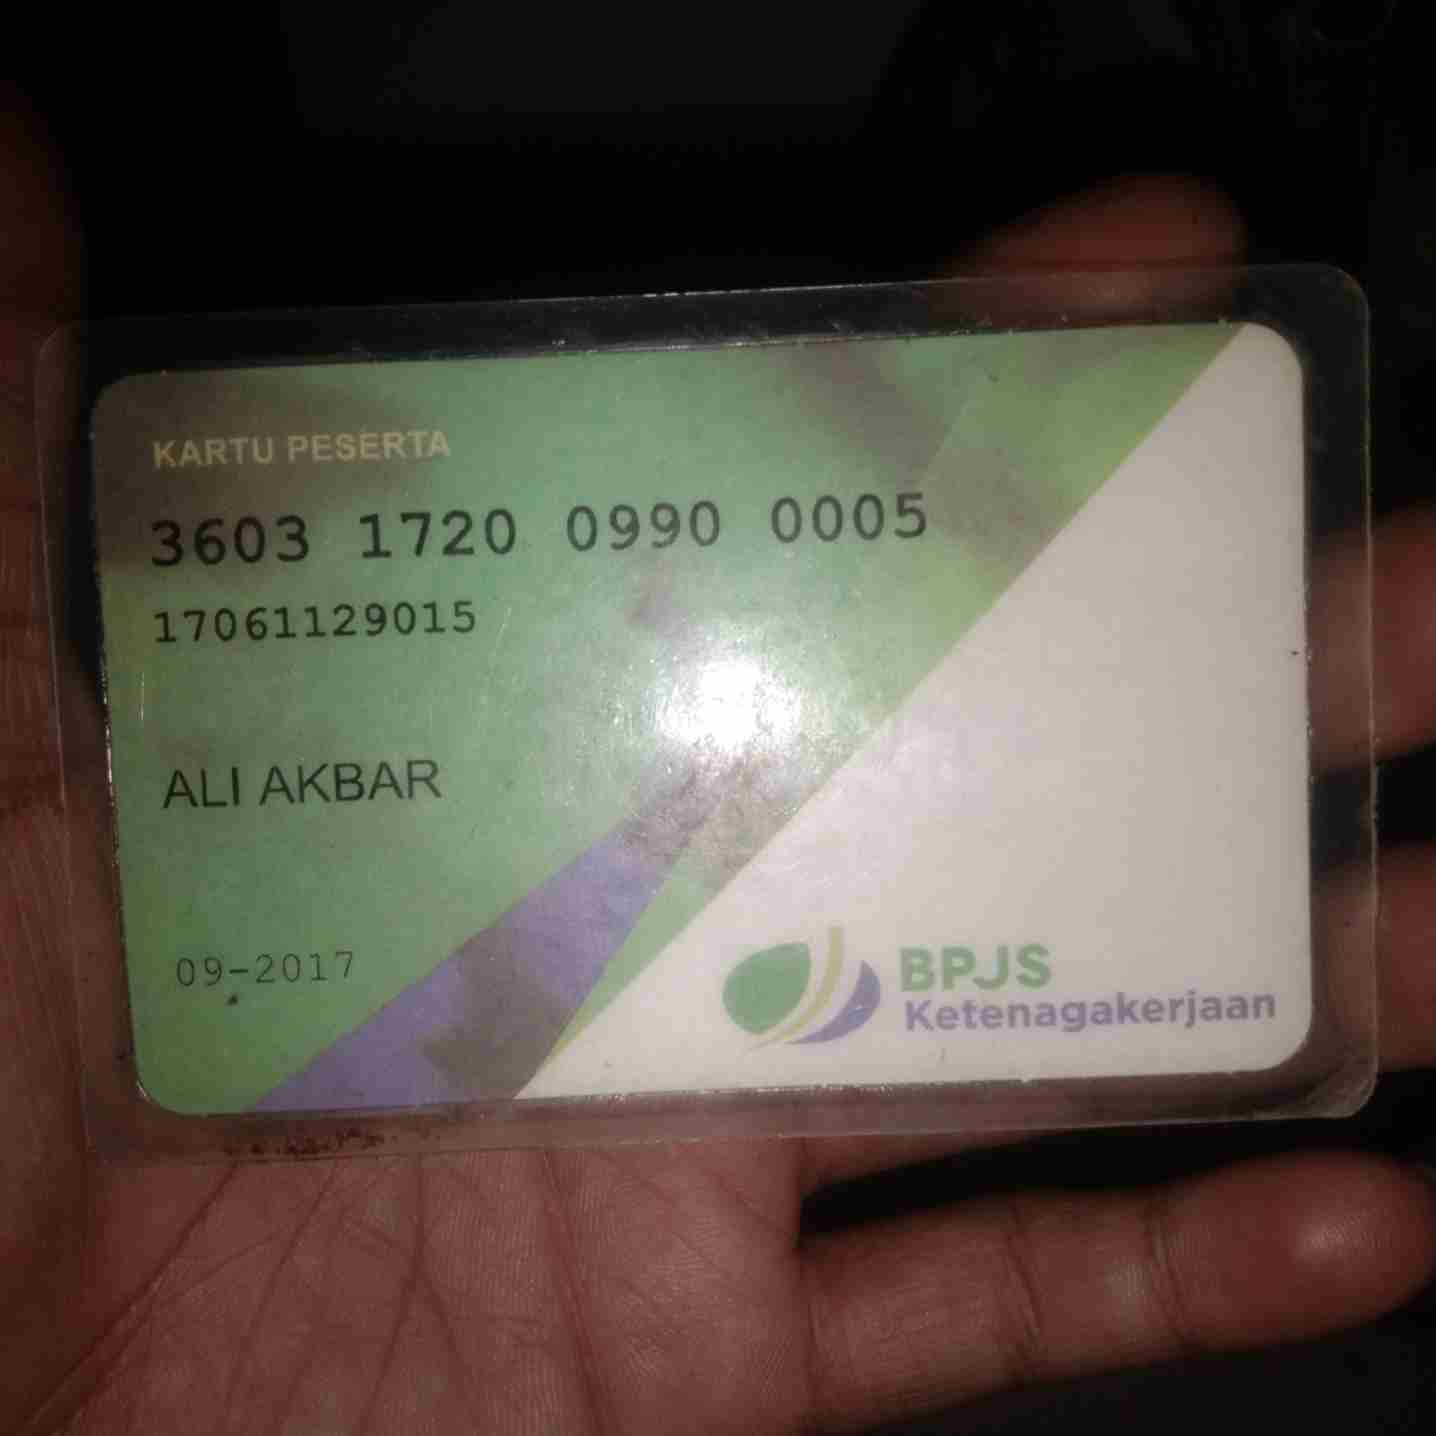 KARTU PESERTA
3603 1720 0990 0005
17061129015
ALI AKBAR
09-2017
BPJS
Ketenagakerjaan